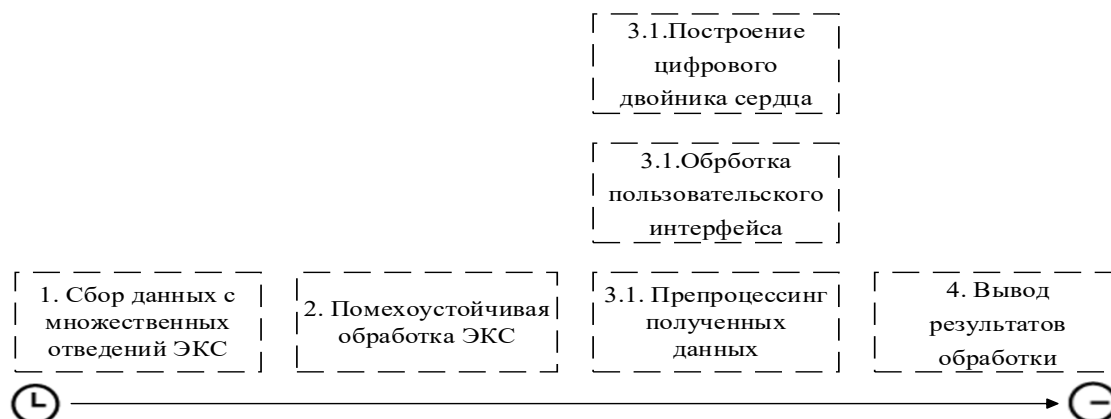 3.1.Построение
цифрового
двойника сердца
3.1.Обрботка
пользовательского
интерфейса
1. Сбор данных с
множественных
отведений ЭКС
2. Помехоустойчивая
обработка ЭКС
3.1. Препроцессинг
полученных
данных
4. Вывод
результатов
обработки